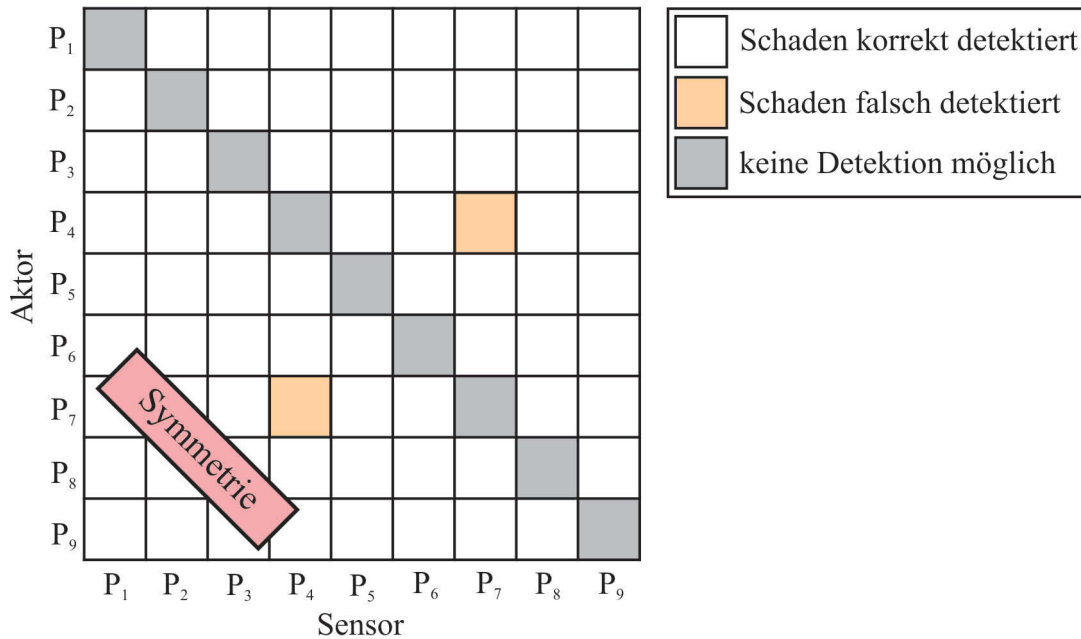 P₁
P₂
P₃
P₄
P₅
P₆
P₇
P₈
P₉
Aktor
Symmetrie
P₁ P₂ P₃ P₄ P₅ P₆ P₇ P₈ P₉
Sensor
Schaden korrekt detektiert
Schaden falsch detektiert
keine Detektion möglich